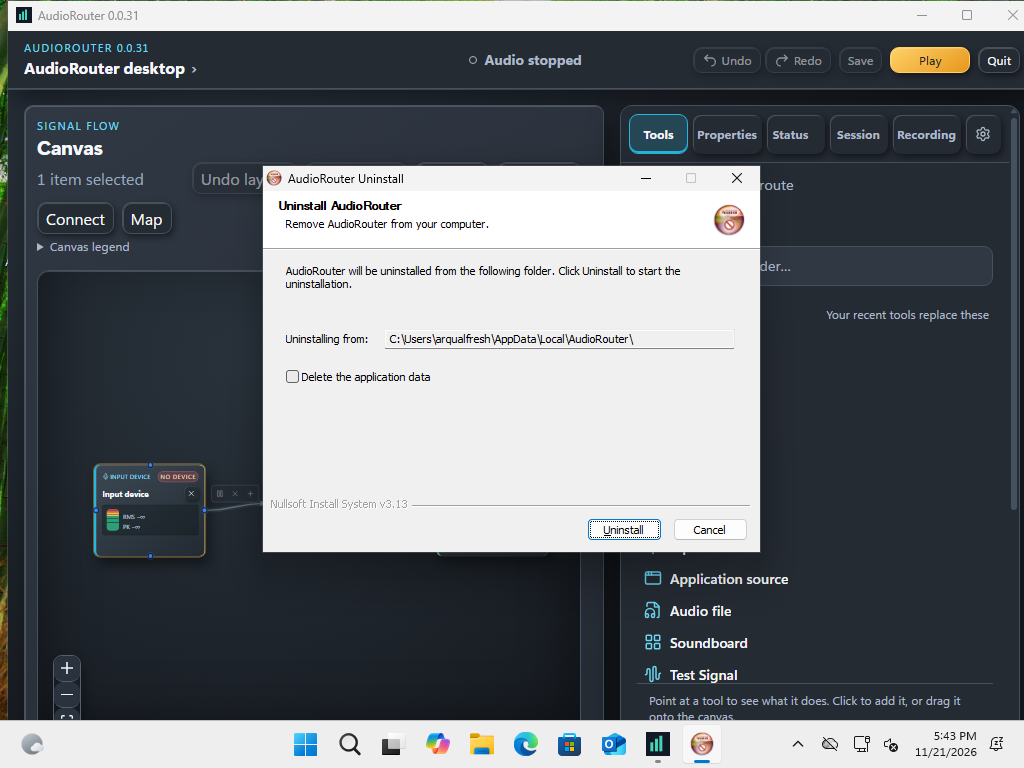 AudioRouter 0.0.31
AUDIOROUTER 0.0.31
AudioRouter desktop ›
Audio stopped
Undo
Redo
Save
Play
Quit
SIGNAL FLOW
Canvas
1 item selected
Undo lay
Connect
Map
Canvas legend
Tools
Properties
Status
Session
Recording
route
der...
Your recent tools replace these
AudioRouter Uninstall
Uninstall AudioRouter
Remove AudioRouter from your computer.
AudioRouter will be uninstalled from the following folder. Click Uninstall to start the
uninstallation.
Uninstalling from:
C:\Users\arqualfresh\AppData\Local\AudioRouter\
Delete the application data
Nullsoft Install System v3.13
Uninstall
Cancel
INPUT DEVICE
NO DEVICE
Input device
RMS -∞
PK -∞
Application source
Audio file
Soundboard
Test Signal
Point at a tool to see what it does. Click to add it, or drag it
onto the canvas.
5:43 PM
11/21/2026